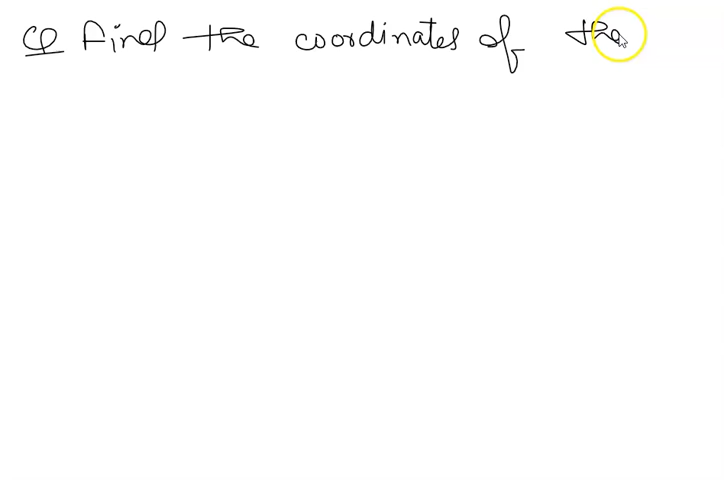 Q Find the coordinates of the